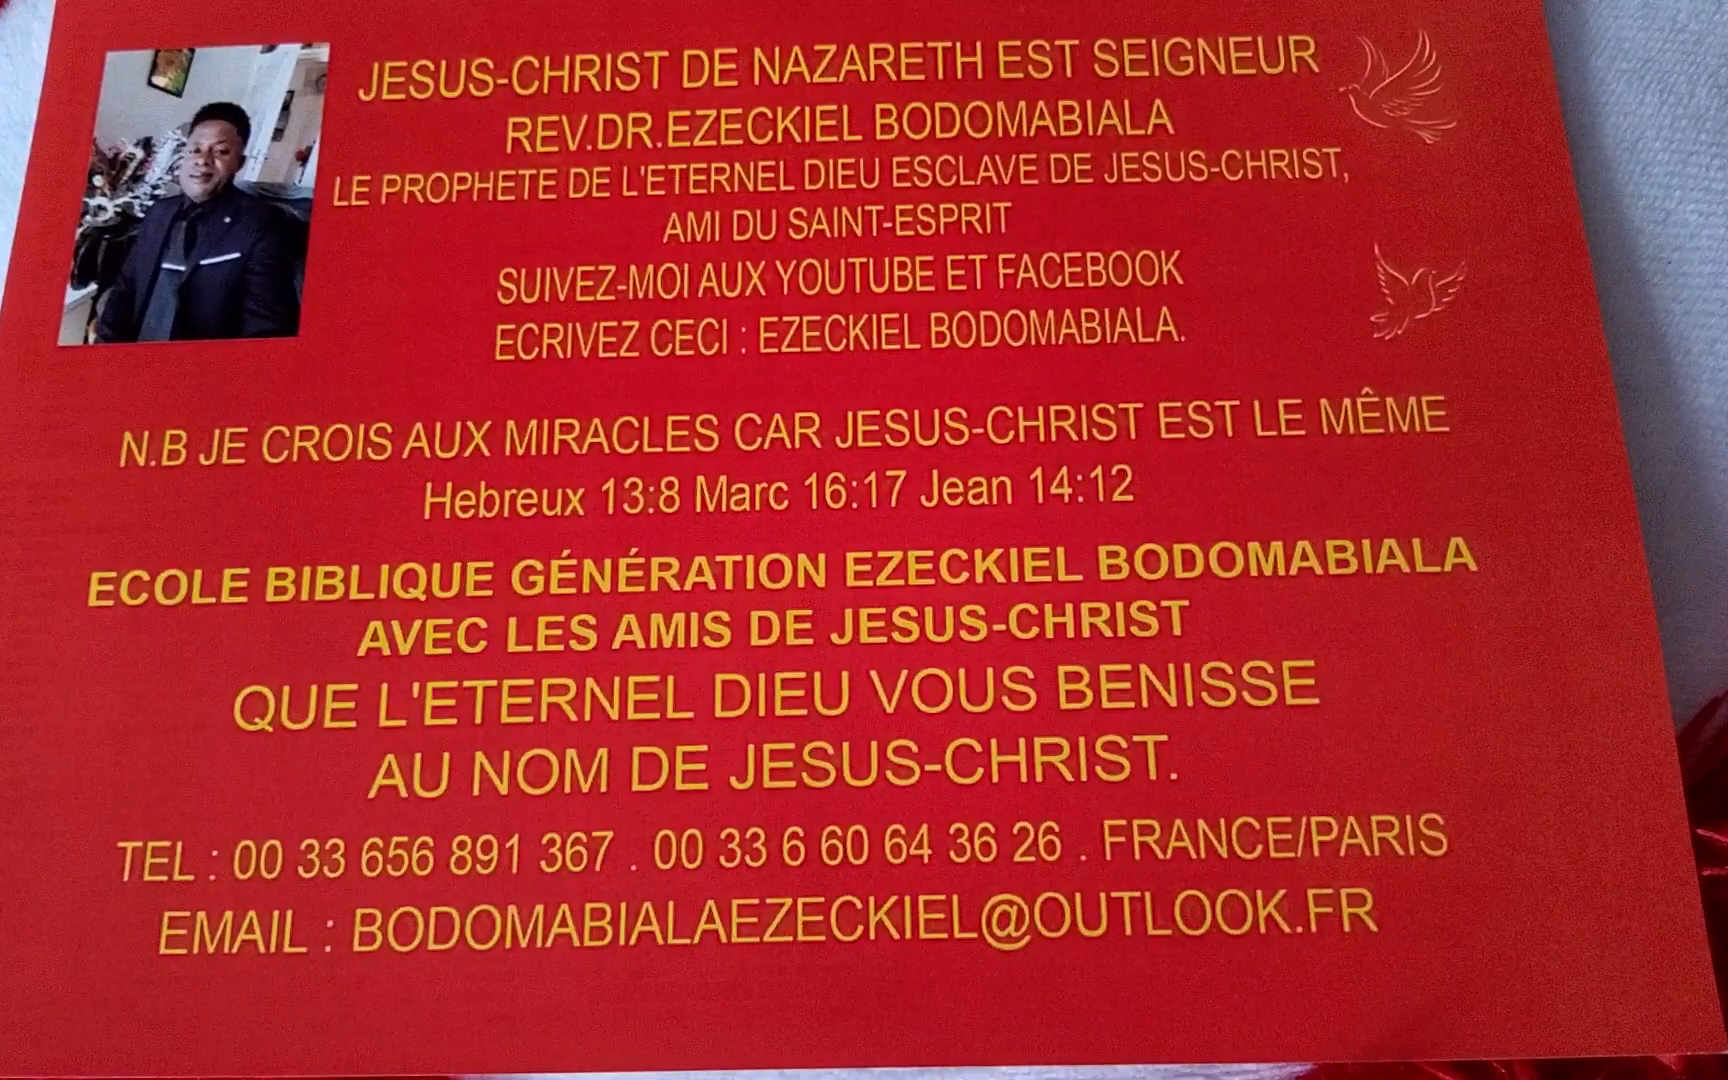 JESUS-CHRIST DE NAZARETH EST SEIGNEUR
REV.DR.EZECKIEL BODOMABIALA
LE PROPHETE DE L'ETERNEL DIEU ESCLAVE DE JESUS-CHRIST,
AMI DU SAINT-ESPRIT
SUIVEZ-MOI AUX YOUTUBE ET FACEBOOK
ECRIVEZ CECI : EZECKIEL BODOMABIALA.
N.B JE CROIS AUX MIRACLES CAR JESUS-CHRIST EST LE MÊME
Hebreux 13:8 Marc 16:17 Jean 14:12
ECOLE BIBLIQUE GÉNÉRATION EZECKIEL BODOMABIALA
AVEC LES AMIS DE JESUS-CHRIST
QUE L'ETERNEL DIEU VOUS BENISSE
AU NOM DE JESUS-CHRIST.
TEL : 00 33 656 891 367 . 00 33 6 60 64 36 26 . FRANCE/PARIS
EMAIL : BODOMABIALAEZECKIEL@OUTLOOK.FR